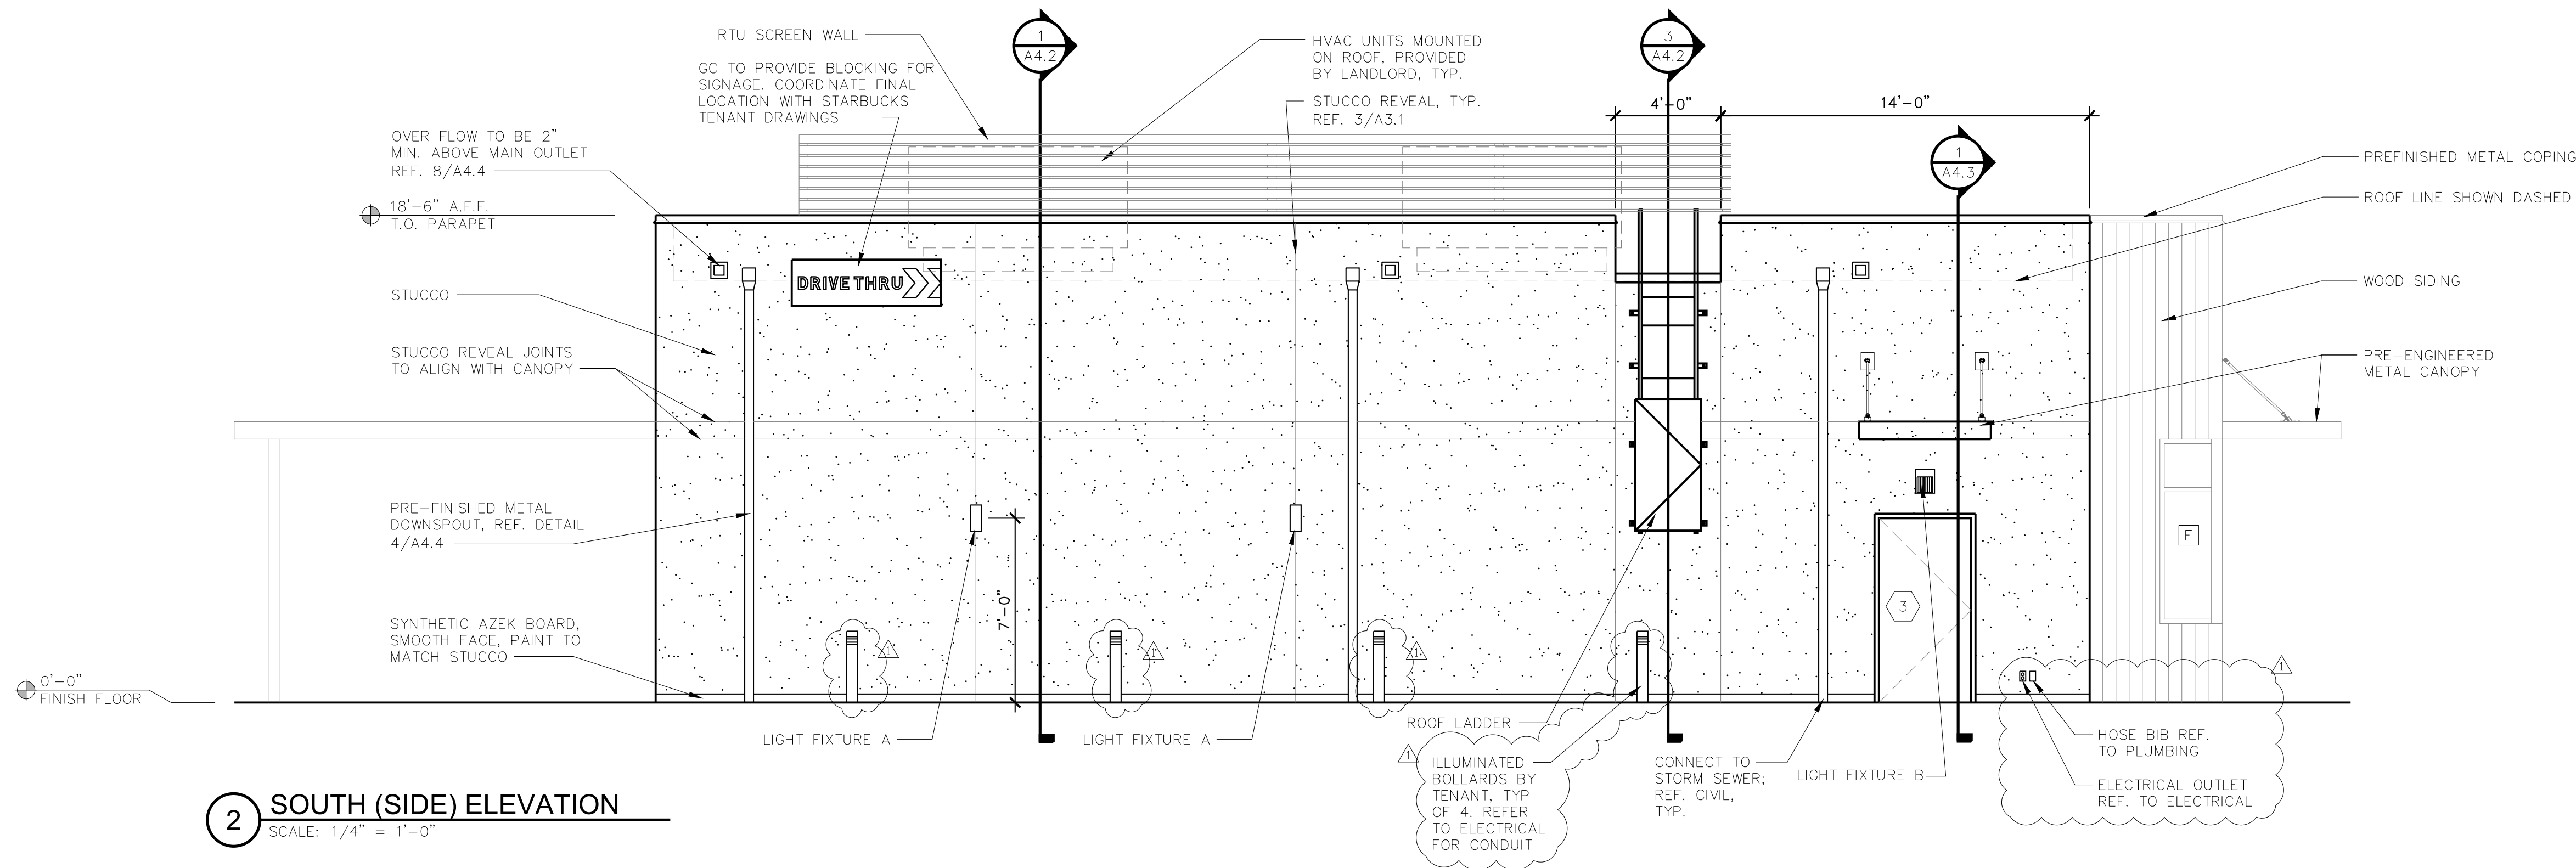 RTU SCREEN WALL
GC TO PROVIDE BLOCKING FOR
SIGNAGE. COORDINATE FINAL
LOCATION WITH STARBUCKS
TENANT DRAWINGS
1
A4.2
HVAC UNITS MOUNTED
ON ROOF, PROVIDED
BY LANDLORD, TYP.
STUCCO REVEAL, TYP.
REF. 3/A3.1
3
A4.2
4'-0"
14'-0"
1
A4.3
OVER FLOW TO BE 2"
MIN. ABOVE MAIN OUTLET
REF. 8/A4.4
18'-6" A.F.F.
T.O. PARAPET
PREFINISHED METAL COPING
ROOF LINE SHOWN DASHED
DRIVE THRU
STUCCO
WOOD SIDING
STUCCO REVEAL JOINTS
TO ALIGN WITH CANOPY
PRE-ENGINEERED
METAL CANOPY
PRE-FINISHED METAL
DOWNSPOUT, REF. DETAIL
4/A4.4
F
7'-0"
3
SYNTHETIC AZEK BOARD,
SMOOTH FACE, PAINT TO
MATCH STUCCO
1
1
1
1
0'-0"
FINISH FLOOR
LIGHT FIXTURE A
LIGHT FIXTURE A
ROOF LADDER
1
ILLUMINATED
BOLLARDS BY
TENANT, TYP
OF 4. REFER
TO ELECTRICAL
FOR CONDUIT
CONNECT TO
STORM SEWER;
REF. CIVIL,
TYP.
LIGHT FIXTURE B
HOSE BIB REF.
TO PLUMBING
ELECTRICAL OUTLET
REF. TO ELECTRICAL
2
SOUTH (SIDE) ELEVATION
SCALE: 1/4" = 1'-0"